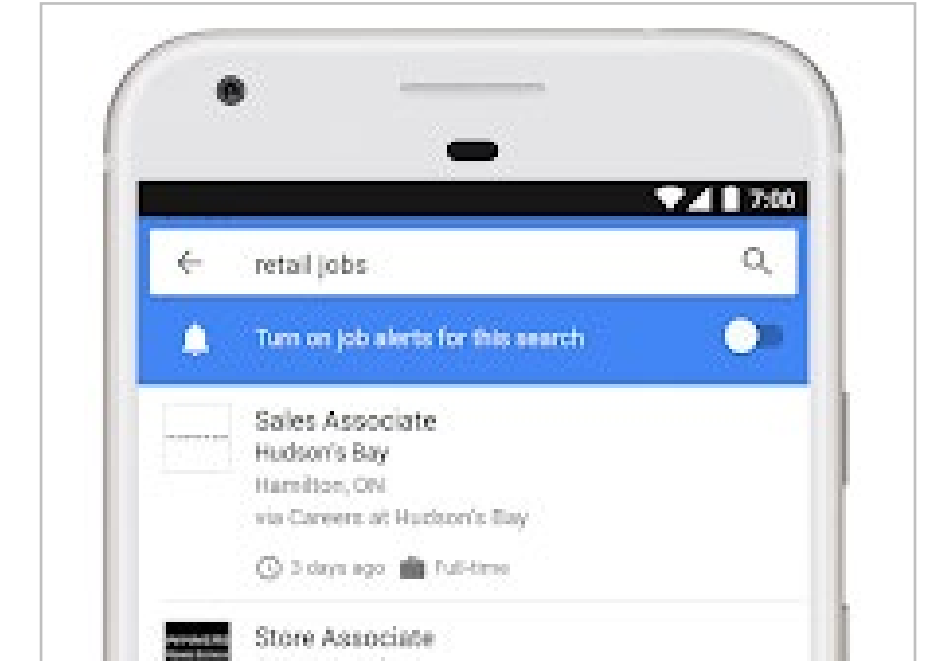 7:00
retail jobs
Turn on job alerts for this search
Sales Associate
Hudson's Bay
Hamilton, ON
via Careers at Hudson's Bay
3 days ago Full-time
Store Associate